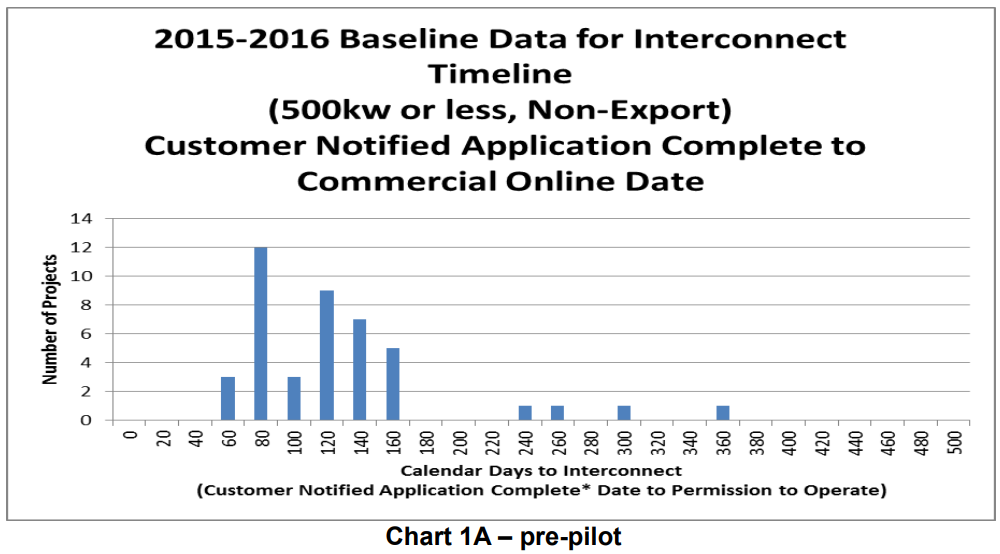 2015-2016 Baseline Data for Interconnect
Timeline
(500kw or less, Non-Export)
Customer Notified Application Complete to
Commercial Online Date
14
12
10
8
6
4
2
0
Number of Projects
0 20 40 60 80 100 120 140 160 180 200 220 240 260 280 300 320 340 360 380 400 420 440 460 480 500
Calendar Days to Interconnect
(Customer Notified Application Complete* Date to Permission to Operate)
Chart 1A – pre-pilot